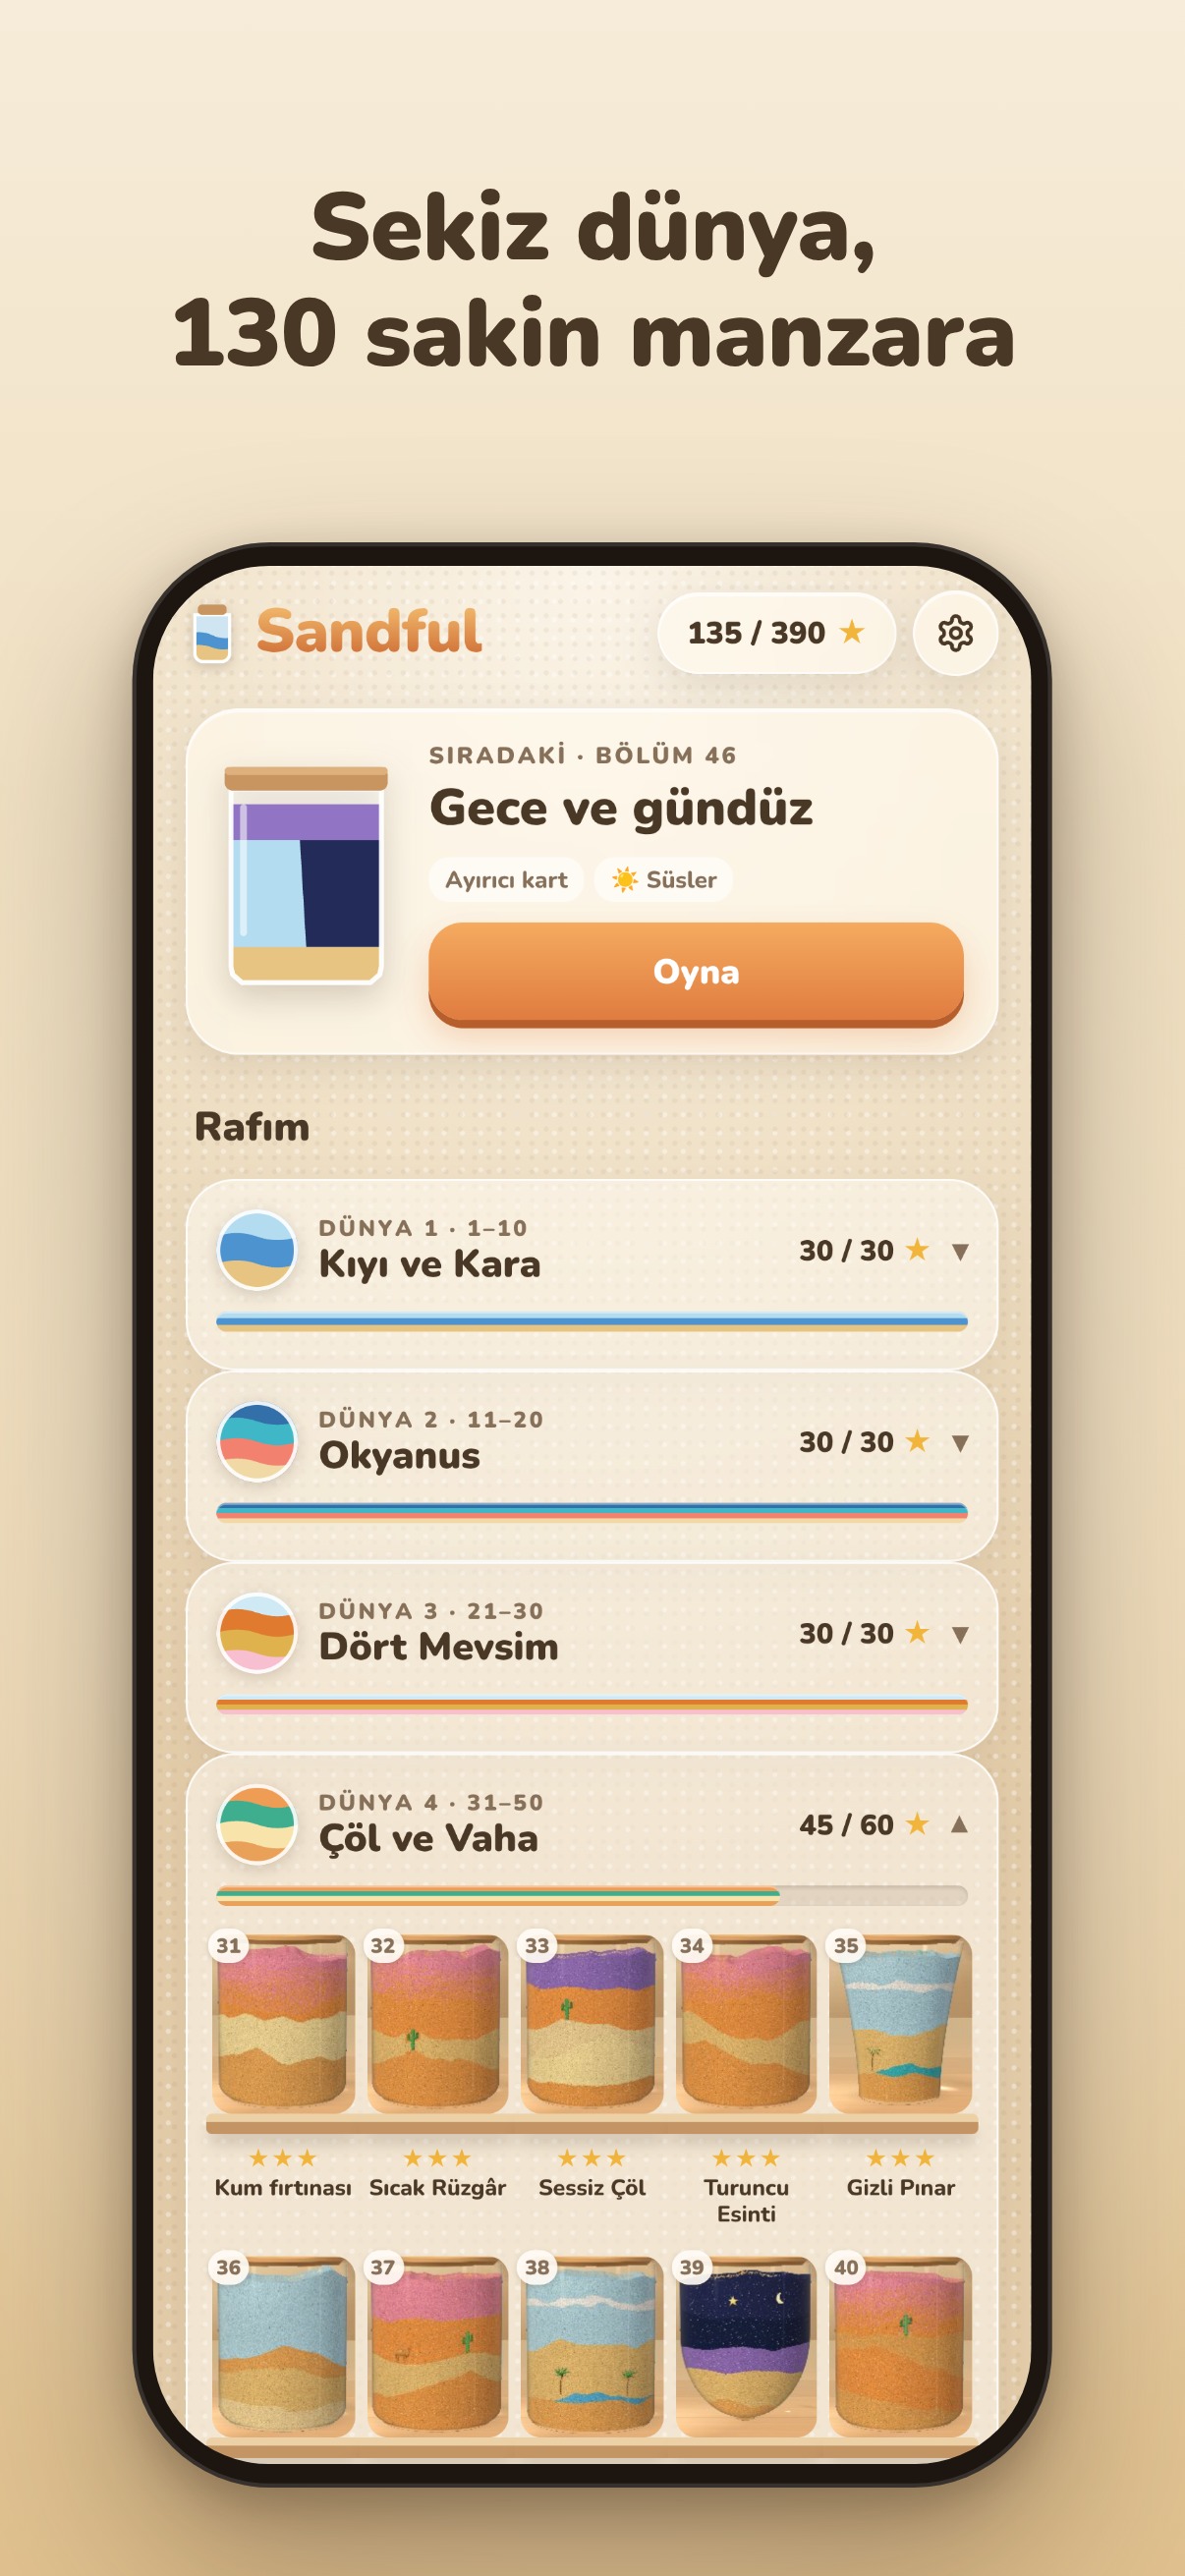 Sekiz dünya,
130 sakin manzara
Sandful
135 / 390 ★
SIRADAKİ · BÖLÜM 46
Gece ve gündüz
Ayırıcı kart
☀️ Süsler
Oyna
Rafım
DÜNYA 1 · 1–10
Kıyı ve Kara
30 / 30 ★ ▼
DÜNYA 2 · 11–20
Okyanus
30 / 30 ★ ▼
DÜNYA 3 · 21–30
Dört Mevsim
30 / 30 ★ ▼
DÜNYA 4 · 31–50
Çöl ve Vaha
45 / 60 ★ ▲
31 32 33 34 35
★★★ ★★★ ★★★ ★★★ ★★★
Kum fırtınası Sıcak Rüzgâr Sessiz Çöl Turuncu Gizli Pınar
Esinti
36 37 38 39 40